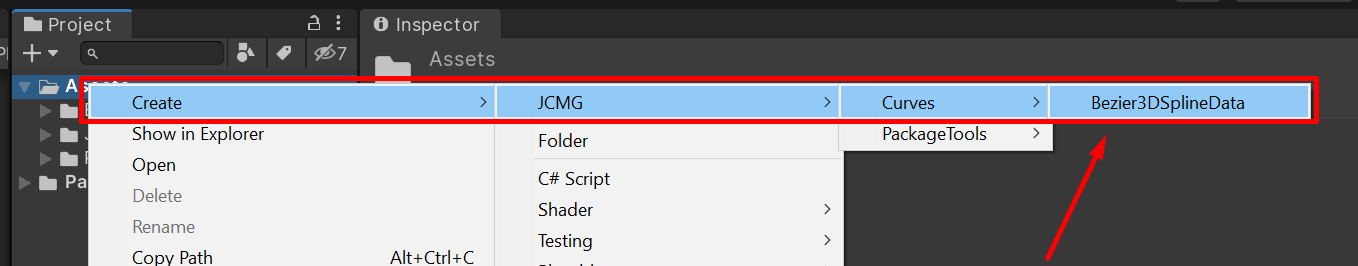 Project
Inspector
7
Assets
Create
JCMG
Curves
Bezier3DSplineData
Show in Explorer
Folder
PackageTools
Open
C# Script
Delete
Shader
Rename
Testing
Copy Path Alt+Ctrl+C